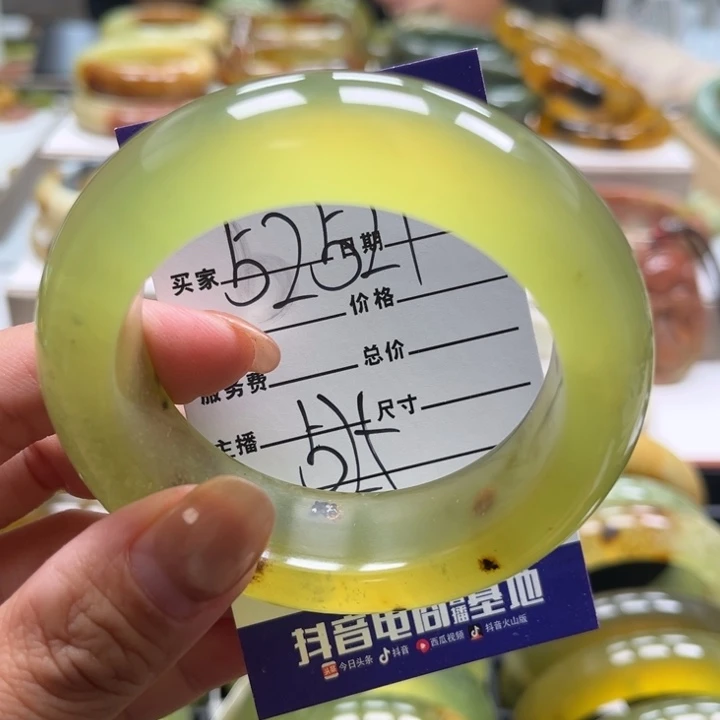 买家 5252+ 日期
价格
服务费 总价
主播 尺寸
抖音电商直播基地
今日头条 抖音 西瓜视频 抖音火山版